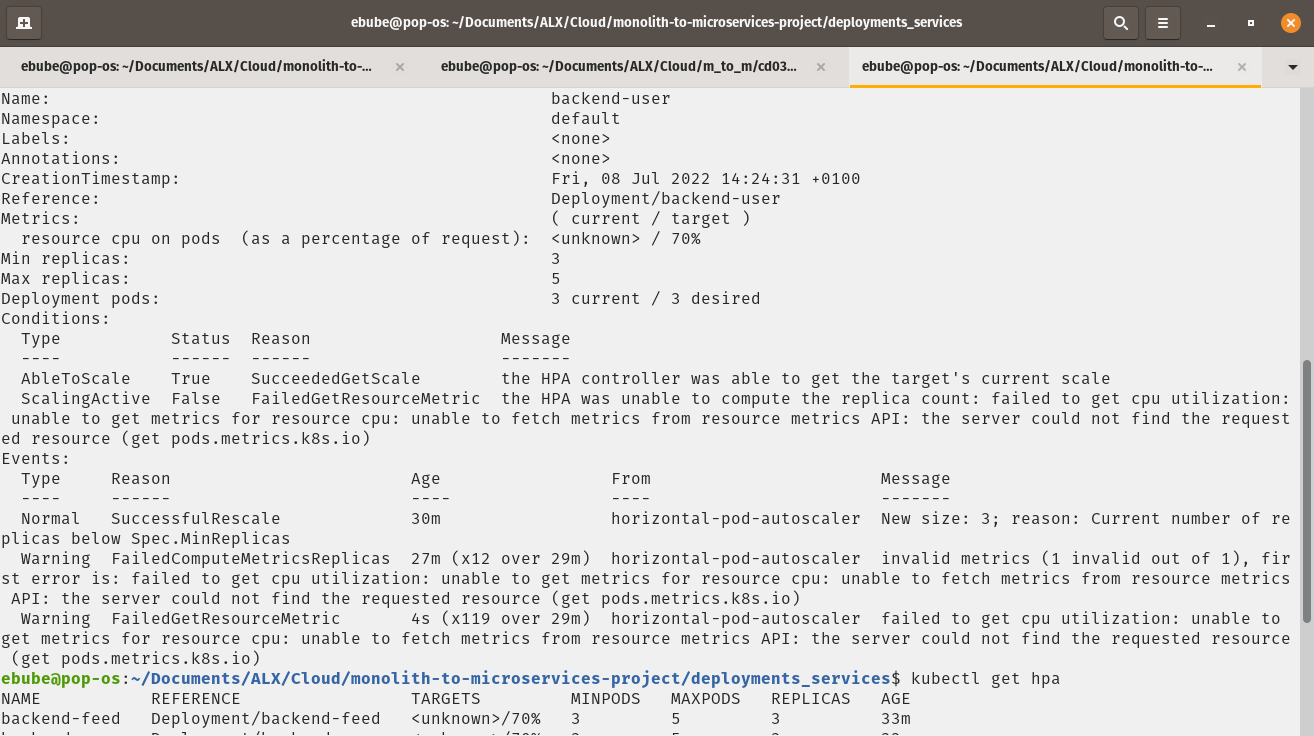 ebube@pop-os: ~/Documents/ALX/Cloud/monolith-to-microservices-project/deployments_services
ebube@pop-os: ~/Documents/ALX/Cloud/monolith-to-... × ebube@pop-os: ~/Documents/ALX/Cloud/m_to_m/cd03... × ebube@pop-os: ~/Documents/ALX/Cloud/monolith-to-... ×
Name: backend-user
Namespace: default
Labels: <none>
Annotations: <none>
CreationTimestamp: Fri, 08 Jul 2022 14:24:31 +0100
Reference: Deployment/backend-user
Metrics: ( current / target )
resource cpu on pods (as a percentage of request): <unknown> / 70%
Min replicas: 3
Max replicas: 5
Deployment pods: 3 current / 3 desired
Conditions:
Type Status Reason Message
---- ------ ------ -------
AbleToScale True SucceededGetScale the HPA controller was able to get the target's current scale
ScalingActive False FailedGetResourceMetric the HPA was unable to compute the replica count: failed to get cpu utilization:
unable to get metrics for resource cpu: unable to fetch metrics from resource metrics API: the server could not find the request
ed resource (get pods.metrics.k8s.io)
Events:
Type Reason Age From Message
---- ------ ---- ---- -------
Normal SuccessfulRescale 30m horizontal-pod-autoscaler New size: 3; reason: Current number of re
plicas below Spec.MinReplicas
Warning FailedComputeMetricsReplicas 27m (x12 over 29m) horizontal-pod-autoscaler invalid metrics (1 invalid out of 1), fir
st error is: failed to get cpu utilization: unable to get metrics for resource cpu: unable to fetch metrics from resource metrics
API: the server could not find the requested resource (get pods.metrics.k8s.io)
Warning FailedGetResourceMetric 4s (x119 over 29m) horizontal-pod-autoscaler failed to get cpu utilization: unable to
get metrics for resource cpu: unable to fetch metrics from resource metrics API: the server could not find the requested resource
(get pods.metrics.k8s.io)
ebube@pop-os:~/Documents/ALX/Cloud/monolith-to-microservices-project/deployments_services$ kubectl get hpa
NAME REFERENCE TARGETS MINPODS MAXPODS REPLICAS AGE
backend-feed Deployment/backend-feed <unknown>/70% 3 5 3 33m